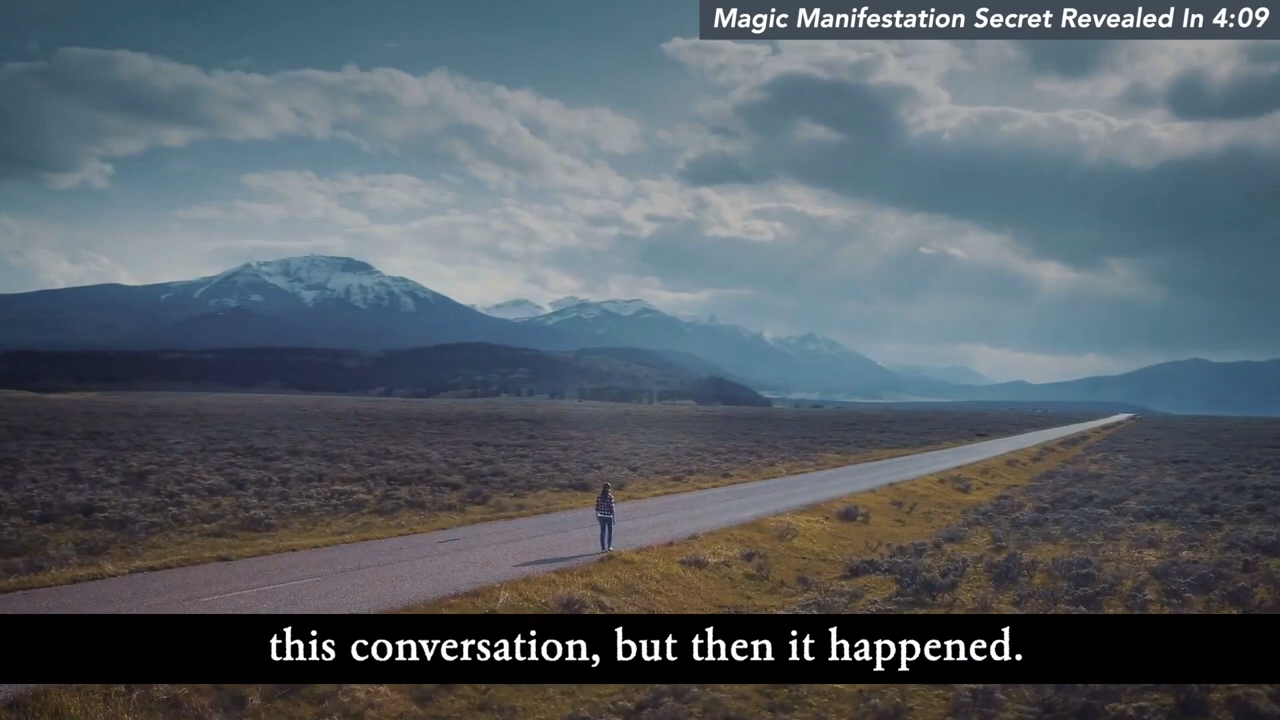 Magic Manifestation Secret Revealed In 4:09
this conversation, but then it happened.